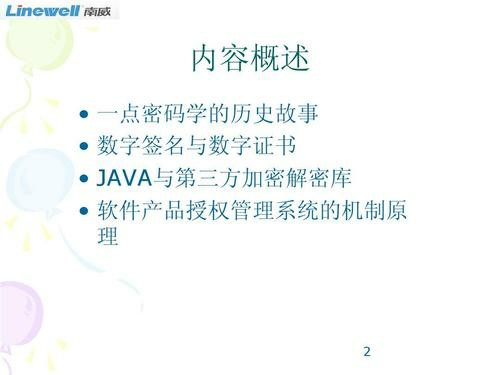 Linewell 南威
内容概述
• 一点密码学的历史故事
• 数字签名与数字证书
• JAVA与第三方加密解密库
• 软件产品授权管理系统的机制原
理
2